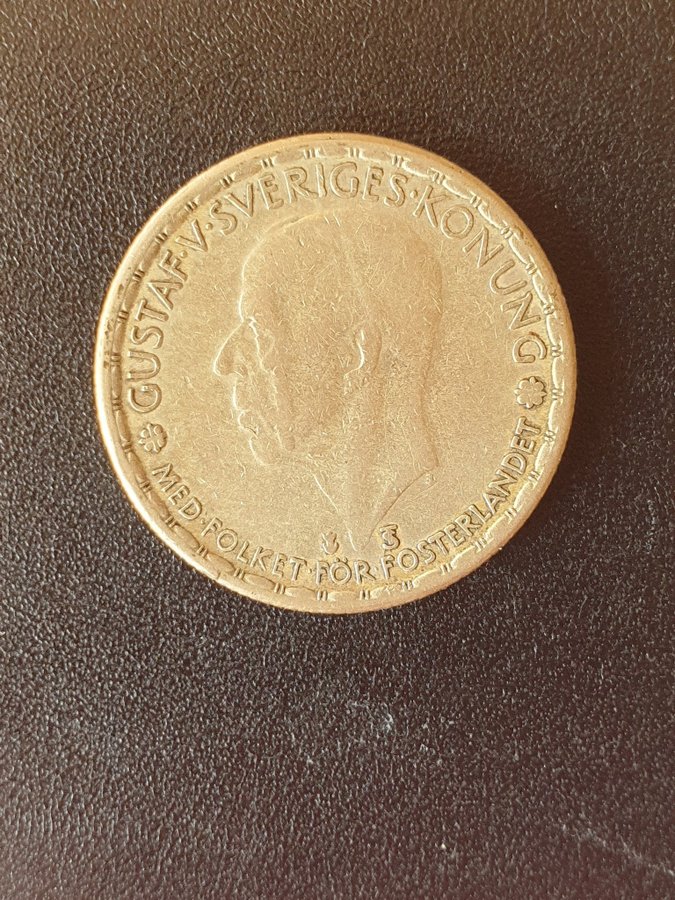 GUSTAF·V·SVERIGES·KONUNG
MED·FOLKET·FÖR·FOSTERLANDET